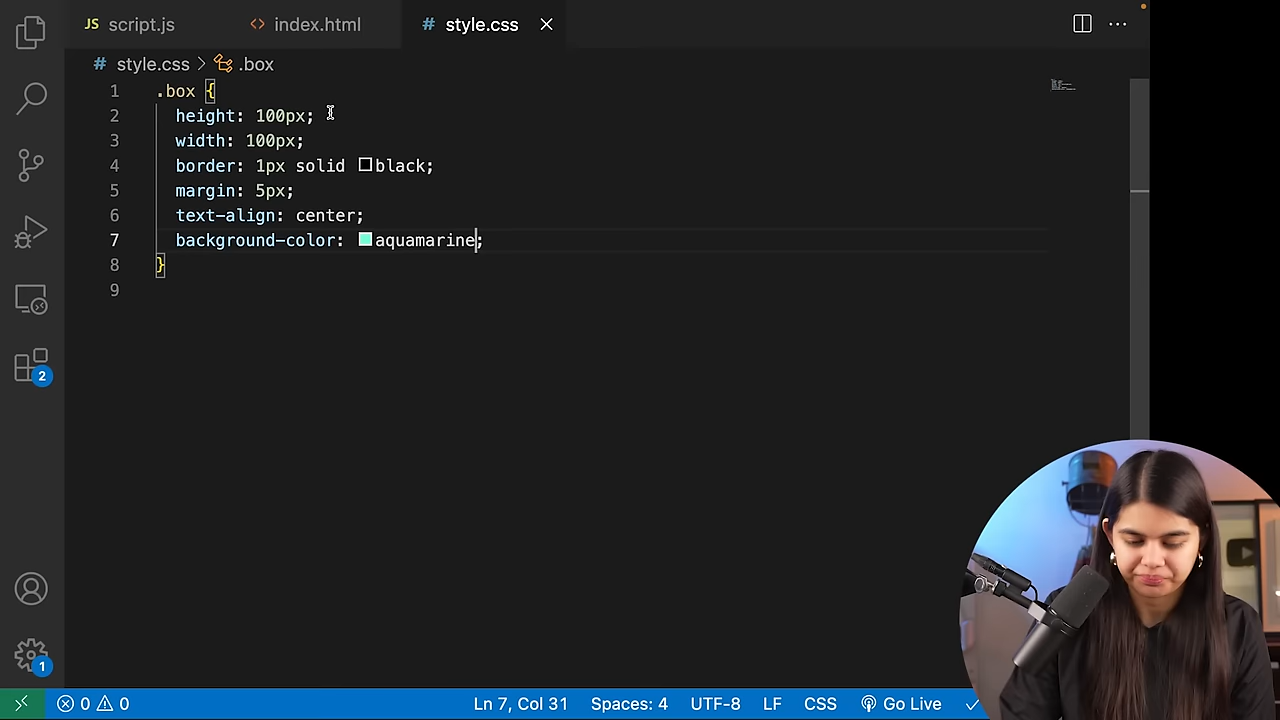 JS script.js <> index.html # style.css
# style.css > .box
1 .box {
2 height: 100px;
3 width: 100px;
4 border: 1px solid black;
5 margin: 5px;
6 text-align: center;
7 background-color: aquamarine;
8 }
9
2
1
0 0 Ln 7, Col 31 Spaces: 4 UTF-8 LF CSS Go Live